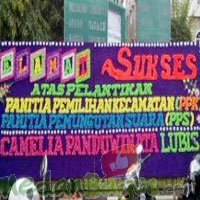 SELAMAT & SUKSES
ATAS PELANTIKAN
PANITIA PEMILIHAN KECAMATAN (PPK
PANITIA PEMUNGUTAN SUARA (PPS)
CAMELIA PANDUWINATA LUBIS